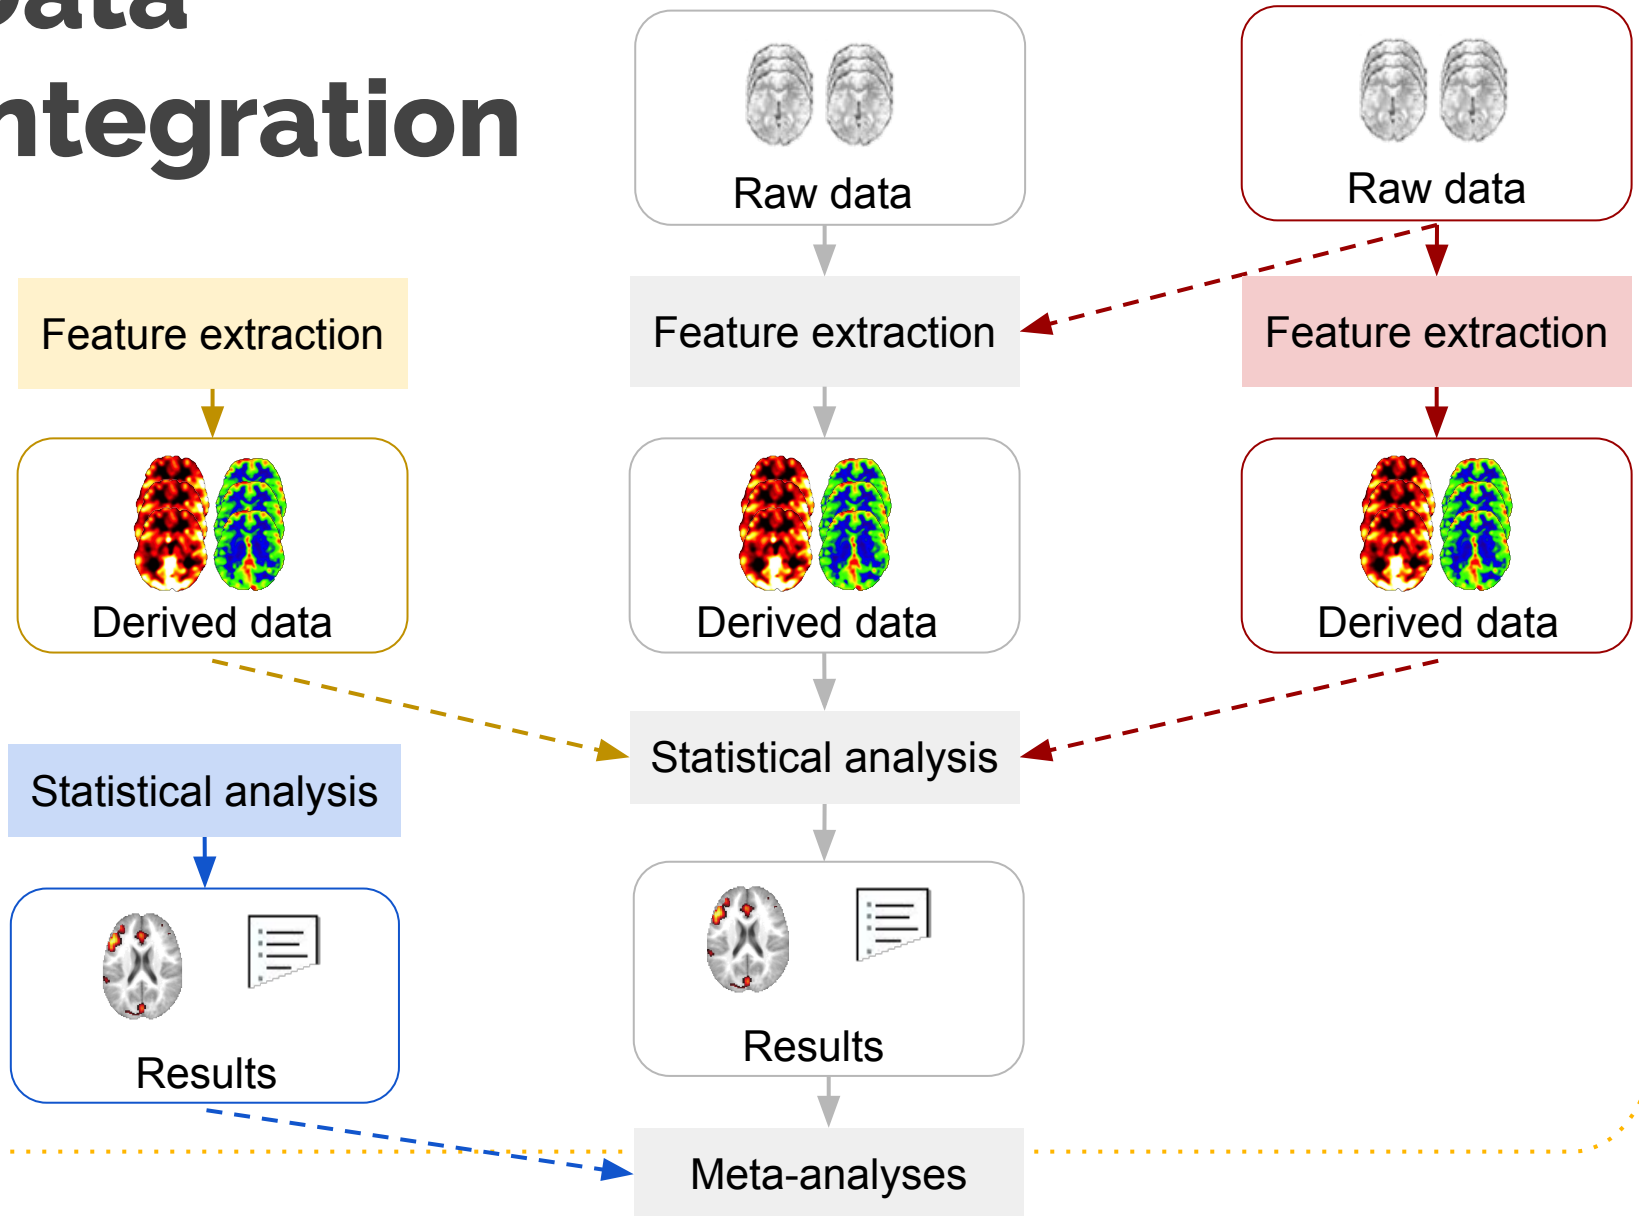 Data
ntegration
Raw data
Raw data
Feature extraction
Feature extraction
Feature extraction
Derived data
Derived data
Derived data
Statistical analysis
Statistical analysis
Results
Results
Meta-analyses